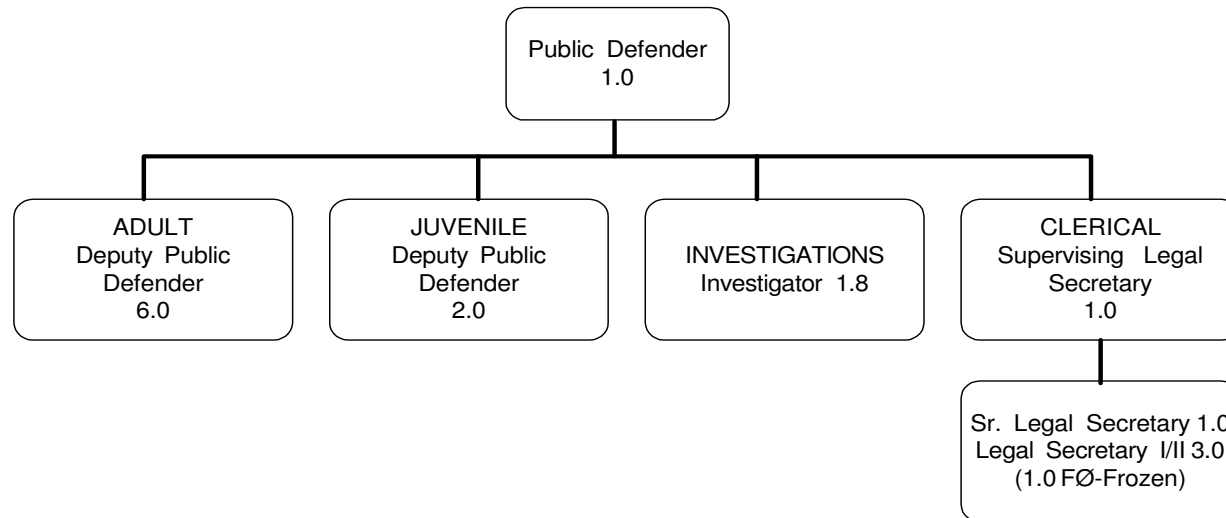 Public Defender
1.0
ADULT
Deputy Public
Defender
6.0
JUVENILE
Deputy Public
Defender
2.0
INVESTIGATIONS
Investigator 1.8
CLERICAL
Supervising Legal
Secretary
1.0
Sr. Legal Secretary 1.0
Legal Secretary I/II 3.0
(1.0 FØ-Frozen)